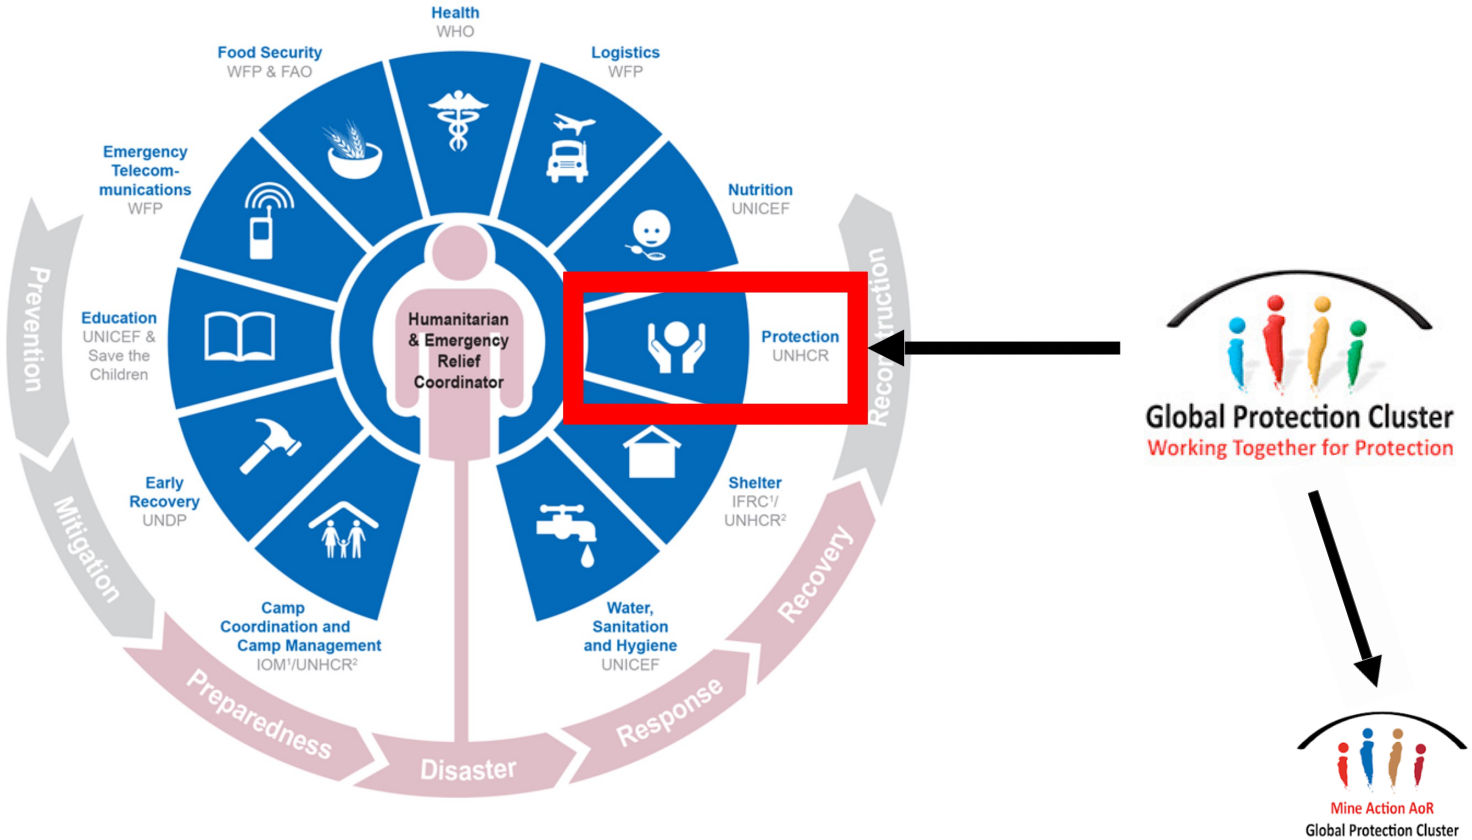 Health
WHO
Food Security
WFP & FAO
Logistics
WFP
Emergency
Telecom-
munications
WFP
Nutrition
UNICEF
Education
UNICEF &
Save the
Children
Humanitarian
& Emergency
Relief
Coordinator
Protection
UNHCR
Early
Recovery
UNDP
Shelter
IFRC¹/
UNHCR²
Camp
Coordination and
Camp Management
IOM¹/UNHCR²
Water,
Sanitation
and Hygiene
UNICEF
Prevention
Mitigation
Preparedness
Disaster
Response
Recovery
Reconstruction
Global Protection Cluster
Working Together for Protection
Mine Action AoR
Global Protection Cluster